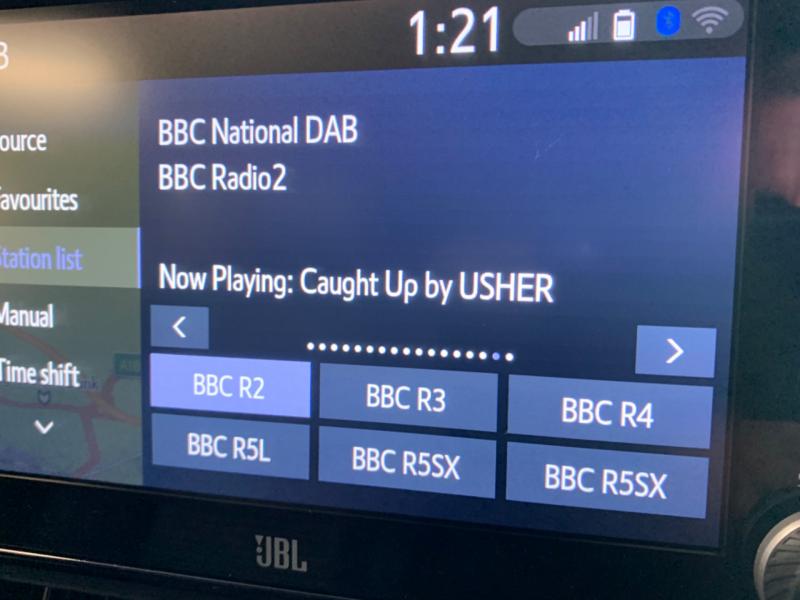 1:21
BBC National DAB
BBC Radio2
ource
avourites
tation list
Manual
Time shift
Now Playing: Caught Up by USHER
BBC R2
BBC R3
BBC R4
BBC R5L
BBC R5SX
BBC R5SX
JBL